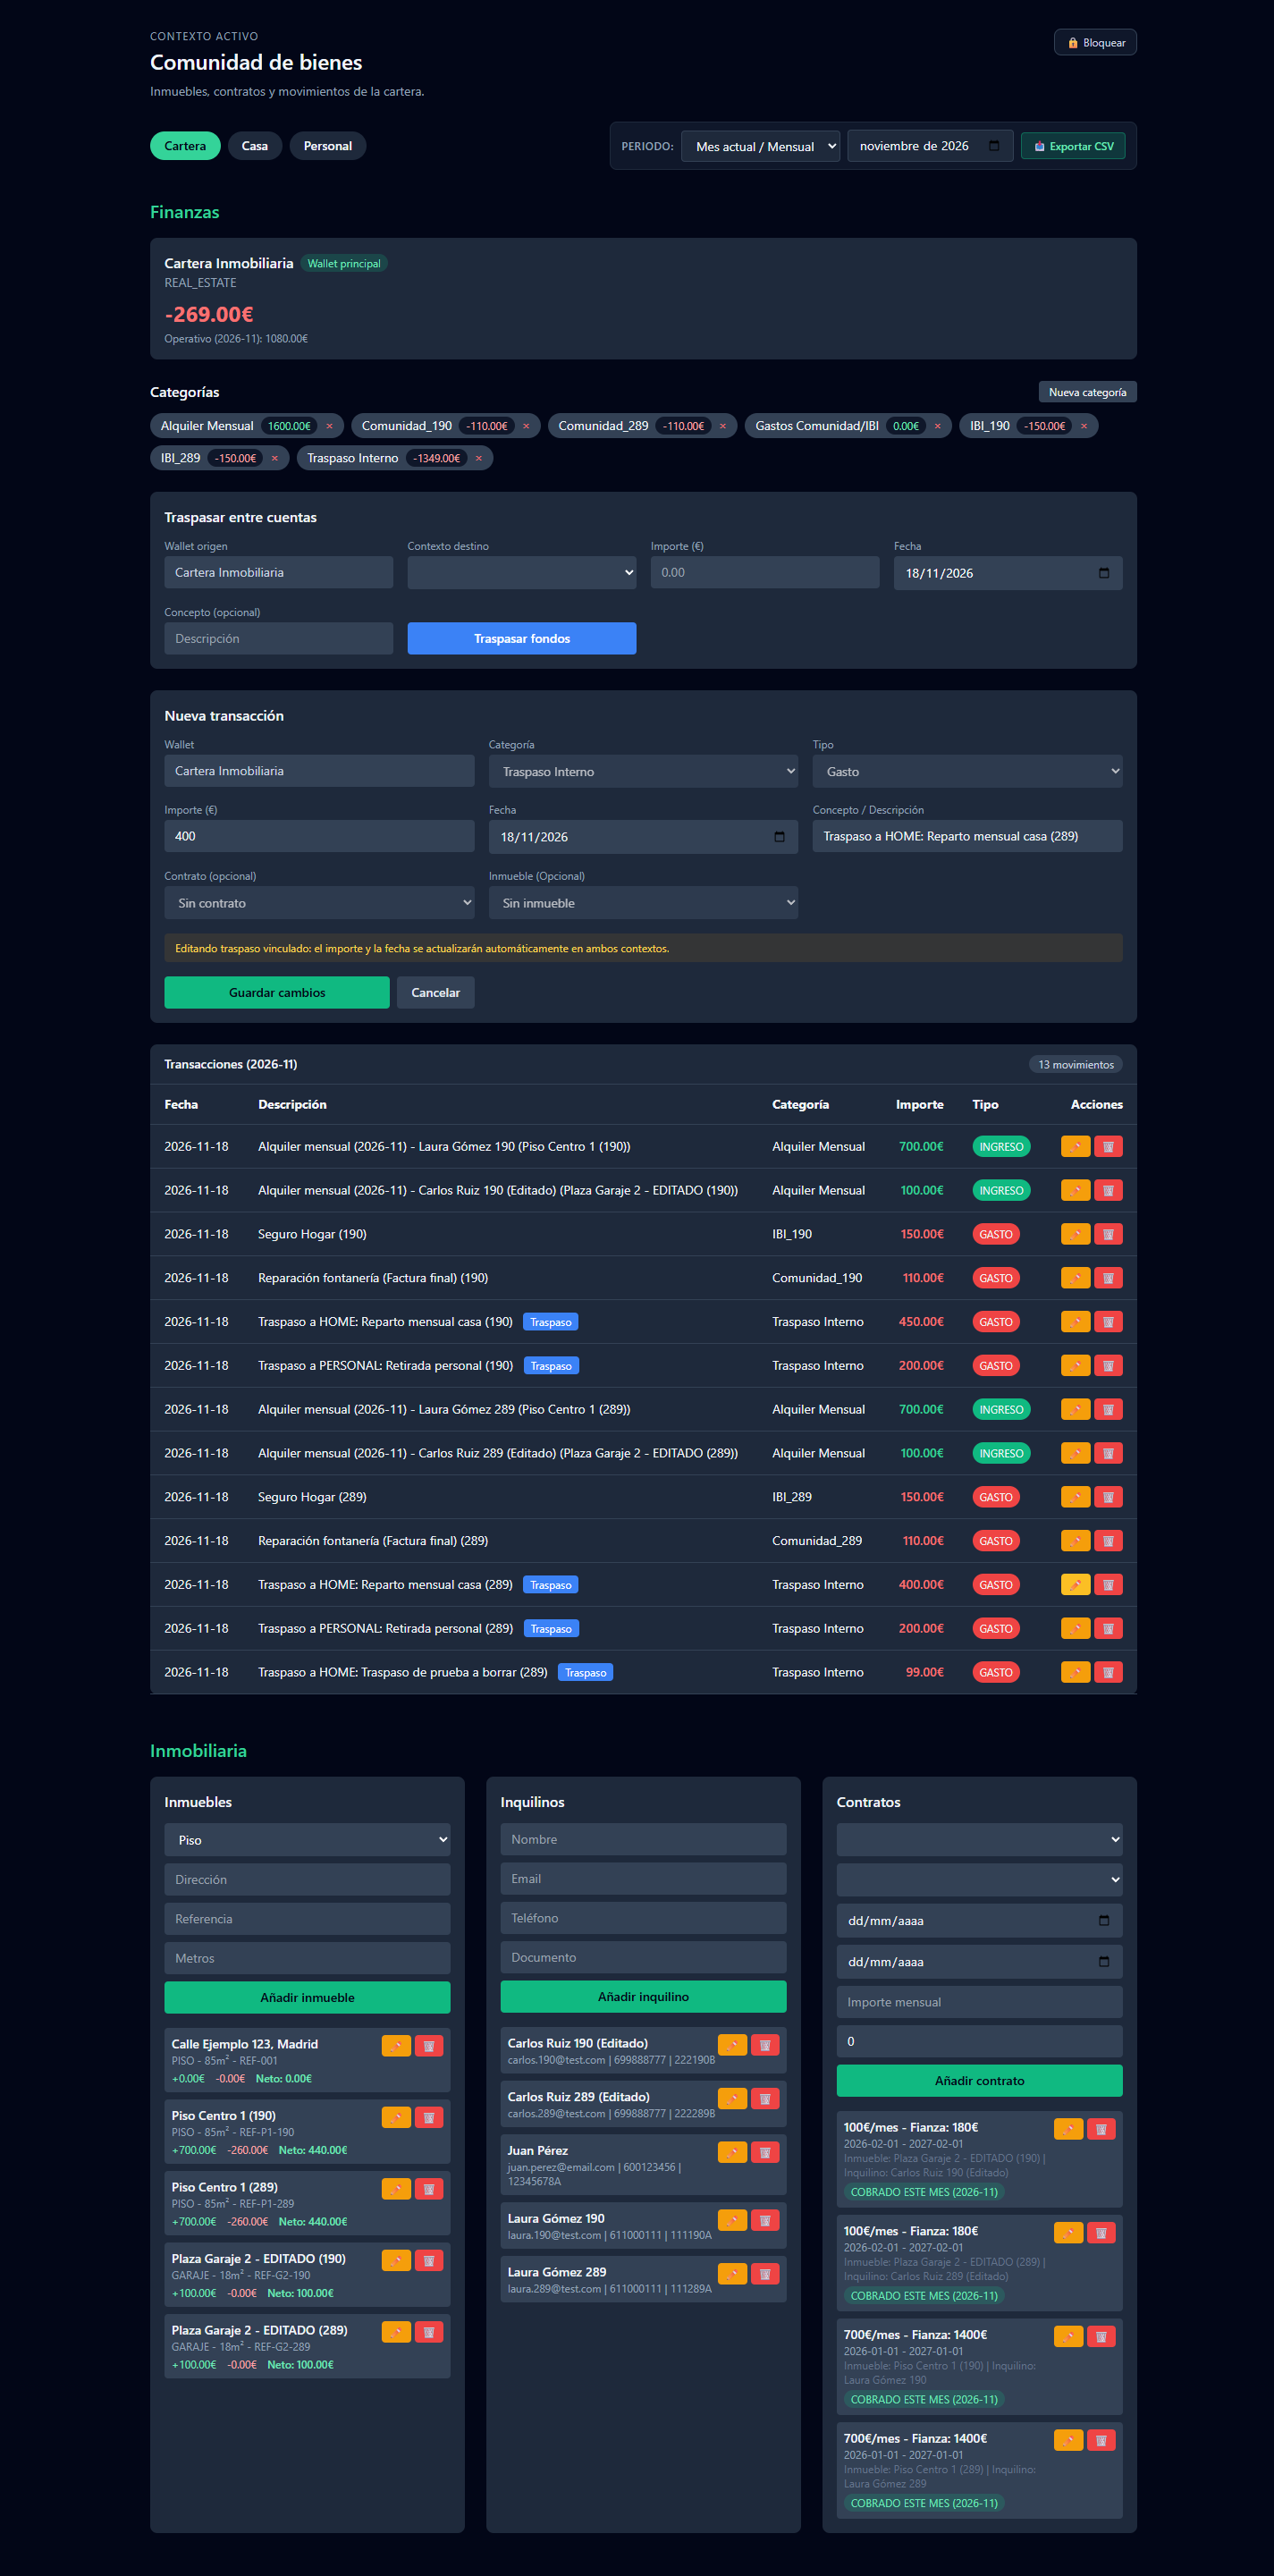 CONTEXTO ACTIVO
Comunidad de bienes
Inmuebles, contratos y movimientos de la cartera.
Bloquear
Cartera Casa Personal
PERIODO: Mes actual / Mensual noviembre de 2026 Exportar CSV
Finanzas
Cartera Inmobiliaria Wallet principal
REAL_ESTATE
-269.00€
Operativo (2026-11): 1080.00€
Categorías Nueva categoría
Alquiler Mensual 1600.00€ × Comunidad_190 -110.00€ × Comunidad_289 -110.00€ × Gastos Comunidad/IBI 0.00€ × IBI_190 -150.00€ ×
IBI_289 -150.00€ × Traspaso Interno -1349.00€ ×
Traspasar entre cuentas
Wallet origen Contexto destino Importe (€) Fecha
Cartera Inmobiliaria 0.00 18/11/2026
Concepto (opcional)
Descripción Traspasar fondos
Nueva transacción
Wallet Categoría Tipo
Cartera Inmobiliaria Traspaso Interno Gasto
Importe (€) Fecha Concepto / Descripción
400 18/11/2026 Traspaso a HOME: Reparto mensual casa (289)
Contrato (opcional) Inmueble (Opcional)
Sin contrato Sin inmueble
Editando traspaso vinculado: el importe y la fecha se actualizarán automáticamente en ambos contextos.
Guardar cambios Cancelar
Transacciones (2026-11) 13 movimientos
Fecha Descripción Categoría Importe Tipo Acciones
2026-11-18 Alquiler mensual (2026-11) - Laura Gómez 190 (Piso Centro 1 (190)) Alquiler Mensual 700.00€ INGRESO
2026-11-18 Alquiler mensual (2026-11) - Carlos Ruiz 190 (Editado) (Plaza Garaje 2 - EDITADO (190)) Alquiler Mensual 100.00€ INGRESO
2026-11-18 Seguro Hogar (190) IBI_190 150.00€ GASTO
2026-11-18 Reparación fontanería (Factura final) (190) Comunidad_190 110.00€ GASTO
2026-11-18 Traspaso a HOME: Reparto mensual casa (190) Traspaso Traspaso Interno 450.00€ GASTO
2026-11-18 Traspaso a PERSONAL: Retirada personal (190) Traspaso Traspaso Interno 200.00€ GASTO
2026-11-18 Alquiler mensual (2026-11) - Laura Gómez 289 (Piso Centro 1 (289)) Alquiler Mensual 700.00€ INGRESO
2026-11-18 Alquiler mensual (2026-11) - Carlos Ruiz 289 (Editado) (Plaza Garaje 2 - EDITADO (289)) Alquiler Mensual 100.00€ INGRESO
2026-11-18 Seguro Hogar (289) IBI_289 150.00€ GASTO
2026-11-18 Reparación fontanería (Factura final) (289) Comunidad_289 110.00€ GASTO
2026-11-18 Traspaso a HOME: Reparto mensual casa (289) Traspaso Traspaso Interno 400.00€ GASTO
2026-11-18 Traspaso a PERSONAL: Retirada personal (289) Traspaso Traspaso Interno 200.00€ GASTO
2026-11-18 Traspaso a HOME: Traspaso de prueba a borrar (289) Traspaso Traspaso Interno 99.00€ GASTO
Inmobiliaria
Inmuebles
Piso
Dirección
Referencia
Metros
Añadir inmueble
Calle Ejemplo 123, Madrid
PISO - 85m² - REF-001
+0.00€ -0.00€ Neto: 0.00€
Piso Centro 1 (190)
PISO - 85m² - REF-P1-190
+700.00€ -260.00€ Neto: 440.00€
Piso Centro 1 (289)
PISO - 85m² - REF-P1-289
+700.00€ -260.00€ Neto: 440.00€
Plaza Garaje 2 - EDITADO (190)
GARAJE - 18m² - REF-G2-190
+100.00€ -0.00€ Neto: 100.00€
Plaza Garaje 2 - EDITADO (289)
GARAJE - 18m² - REF-G2-289
+100.00€ -0.00€ Neto: 100.00€
Inquilinos
Nombre
Email
Teléfono
Documento
Añadir inquilino
Carlos Ruiz 190 (Editado)
carlos.190@test.com | 699888777 | 222190B
Carlos Ruiz 289 (Editado)
carlos.289@test.com | 699888777 | 222289B
Juan Pérez
juan.perez@email.com | 600123456 |
12345678A
Laura Gómez 190
laura.190@test.com | 611000111 | 111190A
Laura Gómez 289
laura.289@test.com | 611000111 | 111289A
Contratos
dd/mm/aaaa
dd/mm/aaaa
Importe mensual
0
Añadir contrato
100€/mes - Fianza: 180€
2026-02-01 - 2027-02-01
Inmueble: Plaza Garaje 2 - EDITADO (190) |
Inquilino: Carlos Ruiz 190 (Editado)
COBRADO ESTE MES (2026-11)
100€/mes - Fianza: 180€
2026-02-01 - 2027-02-01
Inmueble: Plaza Garaje 2 - EDITADO (289) |
Inquilino: Carlos Ruiz 289 (Editado)
COBRADO ESTE MES (2026-11)
700€/mes - Fianza: 1400€
2026-01-01 - 2027-01-01
Inmueble: Piso Centro 1 (190) | Inquilino:
Laura Gómez 190
COBRADO ESTE MES (2026-11)
700€/mes - Fianza: 1400€
2026-01-01 - 2027-01-01
Inmueble: Piso Centro 1 (289) | Inquilino:
Laura Gómez 289
COBRADO ESTE MES (2026-11)